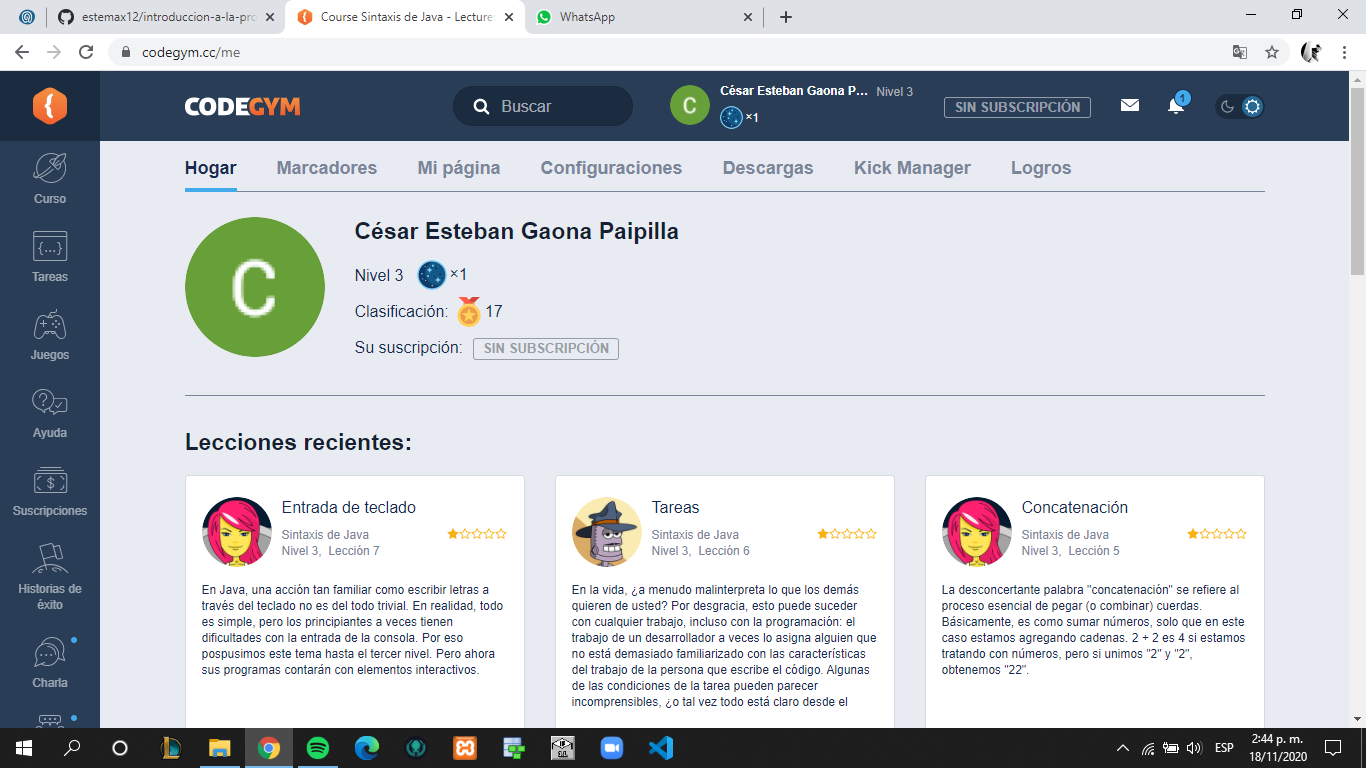 estemax12/introduccion-a-la-pro
Course Sintaxis de Java - Lecture
WhatsApp
codegym.cc/me
CODEGYM
Buscar
C
César Esteban Gaona P...
Nivel 3
×1
SIN SUBSCRIPCIÓN
1
Hogar
Marcadores
Mi página
Configuraciones
Descargas
Kick Manager
Logros
Curso
{...}
Tareas
Juegos
Ayuda
$
Suscripciones
Historias de
éxito
Charla
C
César Esteban Gaona Paipilla
Nivel 3 ×1
Clasificación: 17
Su suscripción: SIN SUBSCRIPCIÓN
Lecciones recientes:
Entrada de teclado
Sintaxis de Java
Nivel 3, Lección 7
En Java, una acción tan familiar como escribir letras a
través del teclado no es del todo trivial. En realidad, todo
es simple, pero los principiantes a veces tienen
dificultades con la entrada de la consola. Por eso
pospusimos este tema hasta el tercer nivel. Pero ahora
sus programas contarán con elementos interactivos.
Tareas
Sintaxis de Java
Nivel 3, Lección 6
En la vida, ¿a menudo malinterpreta lo que los demás
quieren de usted? Por desgracia, esto puede suceder
con cualquier trabajo, incluso con la programación: el
trabajo de un desarrollador a veces lo asigna alguien que
no está demasiado familiarizado con las características
del trabajo de la persona que escribe el código. Algunas
de las condiciones de la tarea pueden parecer
incomprensibles, ¿o tal vez todo está claro desde el
Concatenación
Sintaxis de Java
Nivel 3, Lección 5
La desconcertante palabra "concatenación" se refiere al
proceso esencial de pegar (o combinar) cuerdas.
Básicamente, es como sumar números, solo que en este
caso estamos agregando cadenas. 2 + 2 es 4 si estamos
tratando con números, pero si unimos "2" y "2",
obtenemos "22".
ESP
2:44 p. m.
18/11/2020